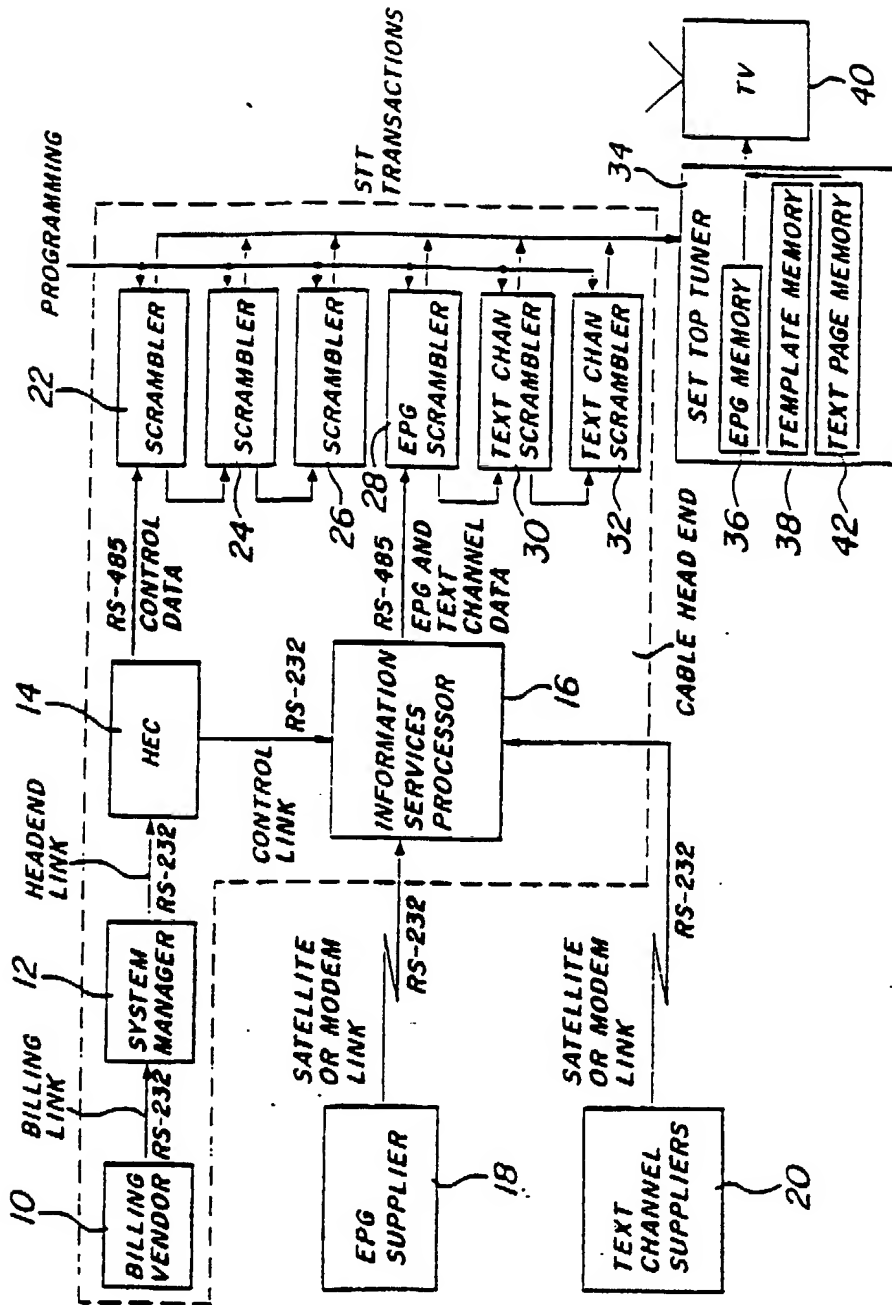 PROGRAMMING
STT
TRANSACTIONS
22
SCRAMBLER
24
SCRAMBLER
26
SCRAMBLER
28
EPG
SCRAMBLER
30
TEXT CHAN
SCRAMBLER
32
TEXT CHAN
SCRAMBLER
RS-485
CONTROL
DATA
RS-485
EPG AND
TEXT
CHANNEL
DATA
14
HEC
HEADEND
LINK
RS-232
CONTROL
LINK
RS-232
INFORMATION
SERVICES
PROCESSOR
16
CABLE HEAD END
12
SYSTEM
MANAGER
BILLING
LINK
RS-232
10
BILLING
VENDOR
SATELLITE
OR MODEM
LINK
RS-232
EPG
SUPPLIER
18
SATELLITE
OR MODEM
LINK
RS-232
TEXT
CHANNEL
SUPPLIERS
20
34
SET TOP TUNER
EPG MEMORY
TEMPLATE MEMORY
TEXT PAGE MEMORY
36
38
42
TV
40